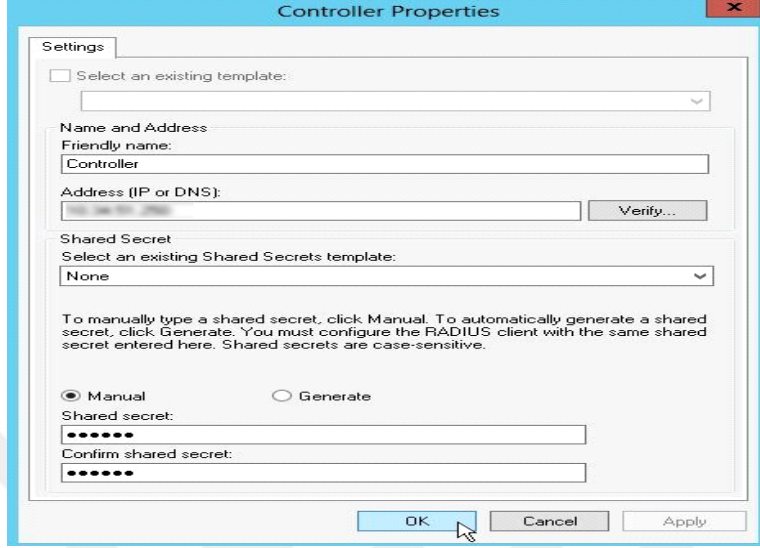 Controller Properties
x
Settings
Select an existing template:
Name and Address
Friendly name:
Controller
Address (IP or DNS):
Verify...
Shared Secret
Select an existing Shared Secrets template:
None
To manually type a shared secret, click Manual. To automatically generate a shared
secret, click Generate. You must configure the RADIUS client with the same shared
secret entered here. Shared secrets are case-sensitive.
Manual Generate
Shared secret:
●●●●●●
Confirm shared secret:
●●●●●●
OK Cancel Apply